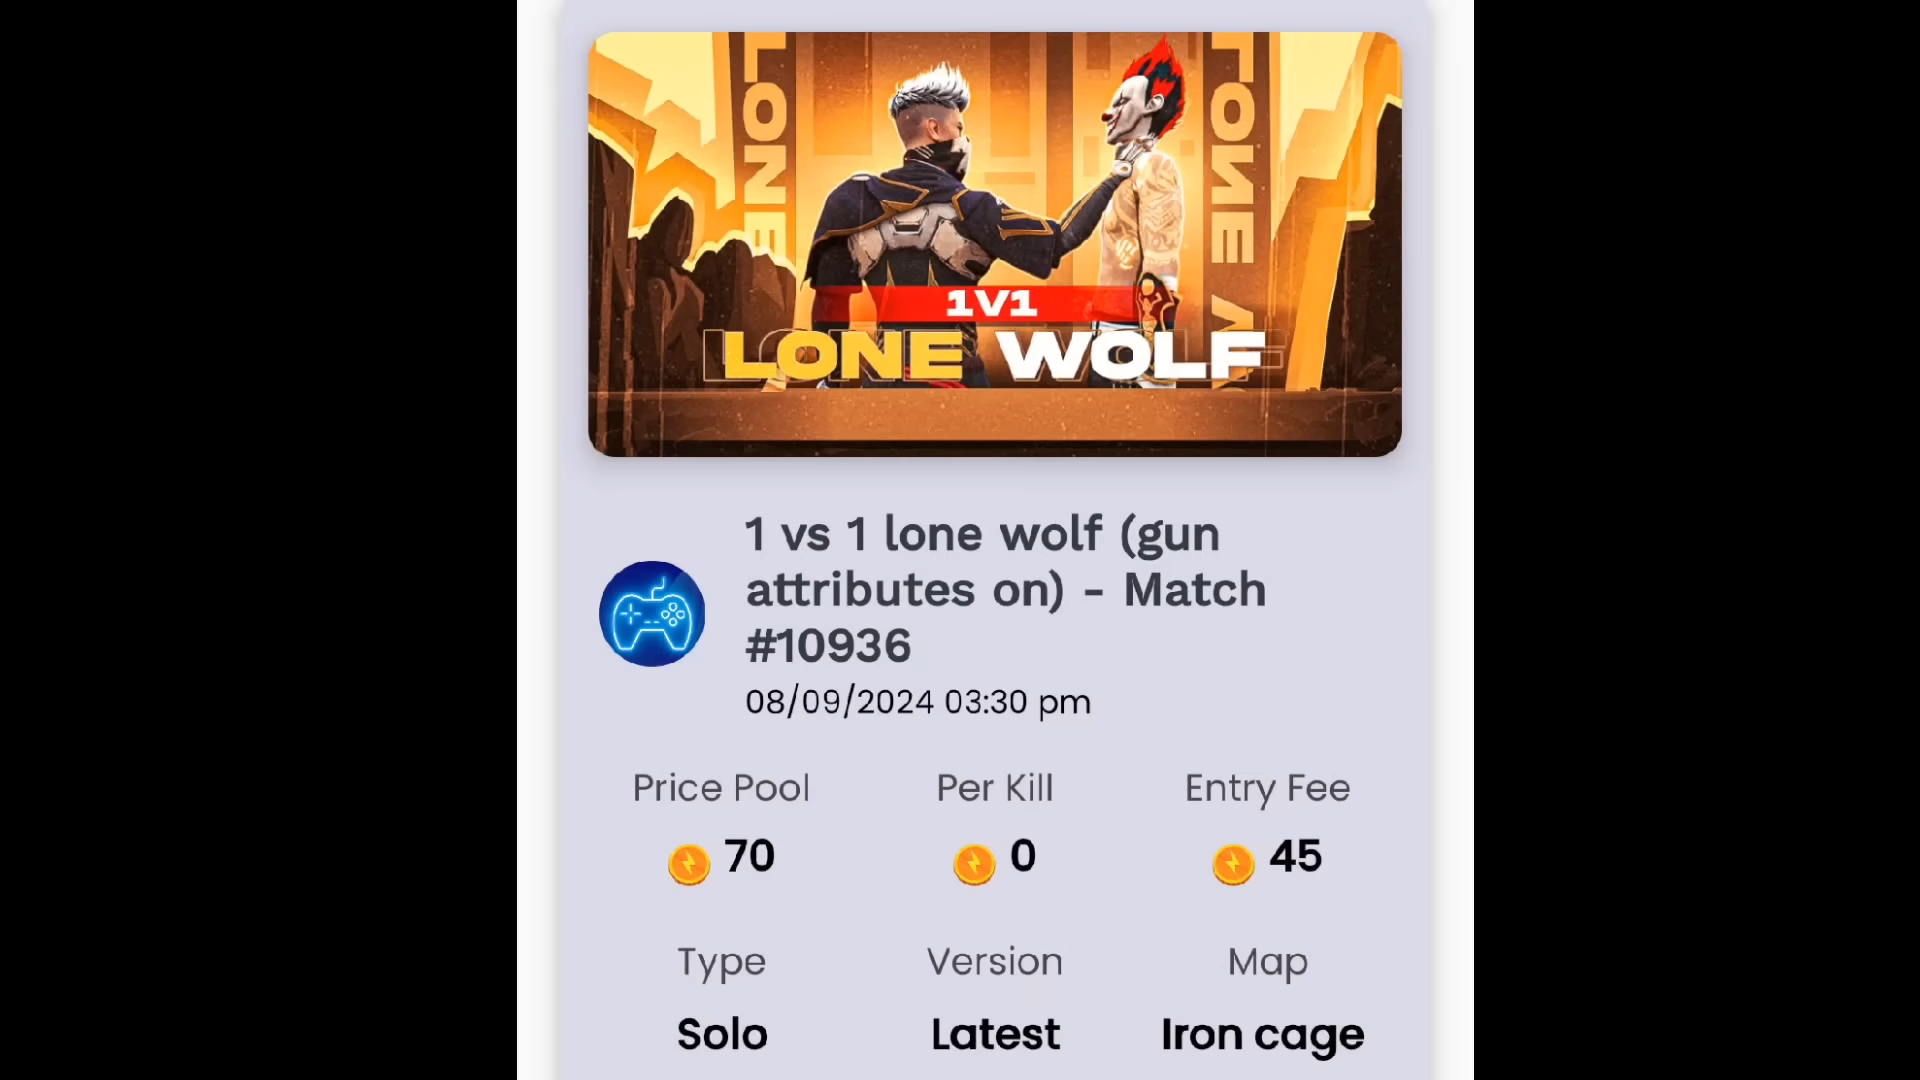 LONE
LONE
1V1
LONE WOLF
1 vs 1 lone wolf (gun
attributes on) - Match
#10936
08/09/2024 03:30 pm
Price Pool Per Kill Entry Fee
70 0 45
Type Version Map
Solo Latest Iron cage